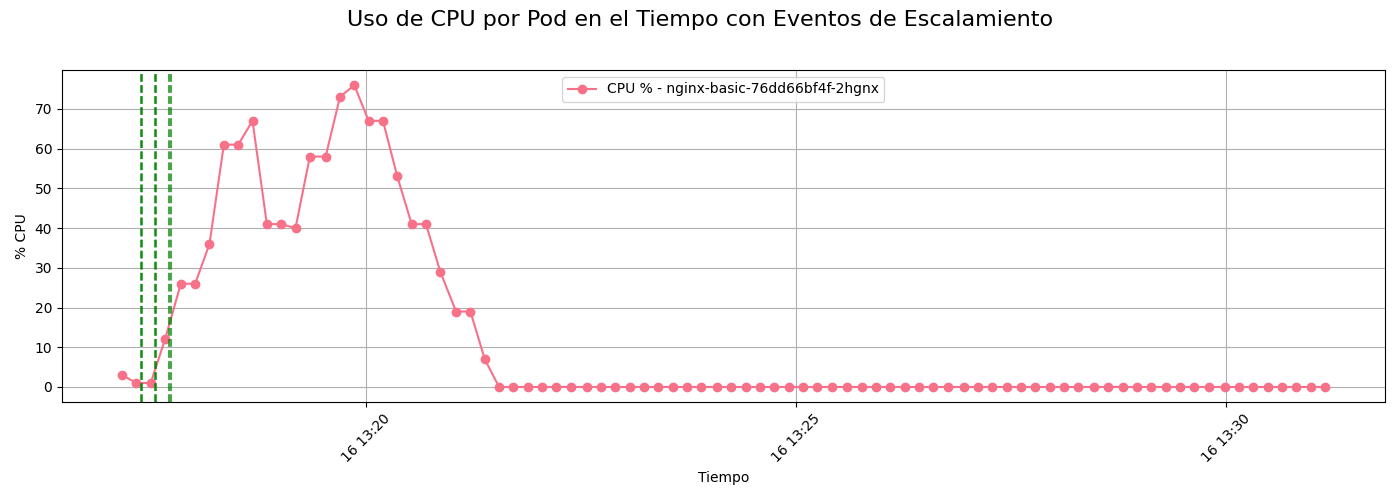 Uso de CPU por Pod en el Tiempo con Eventos de Escalamiento
CPU % - nginx-basic-76dd66bf4f-2hgnx
% CPU
70
60
50
40
30
20
10
0
16 13:20
16 13:25
16 13:30
Tiempo